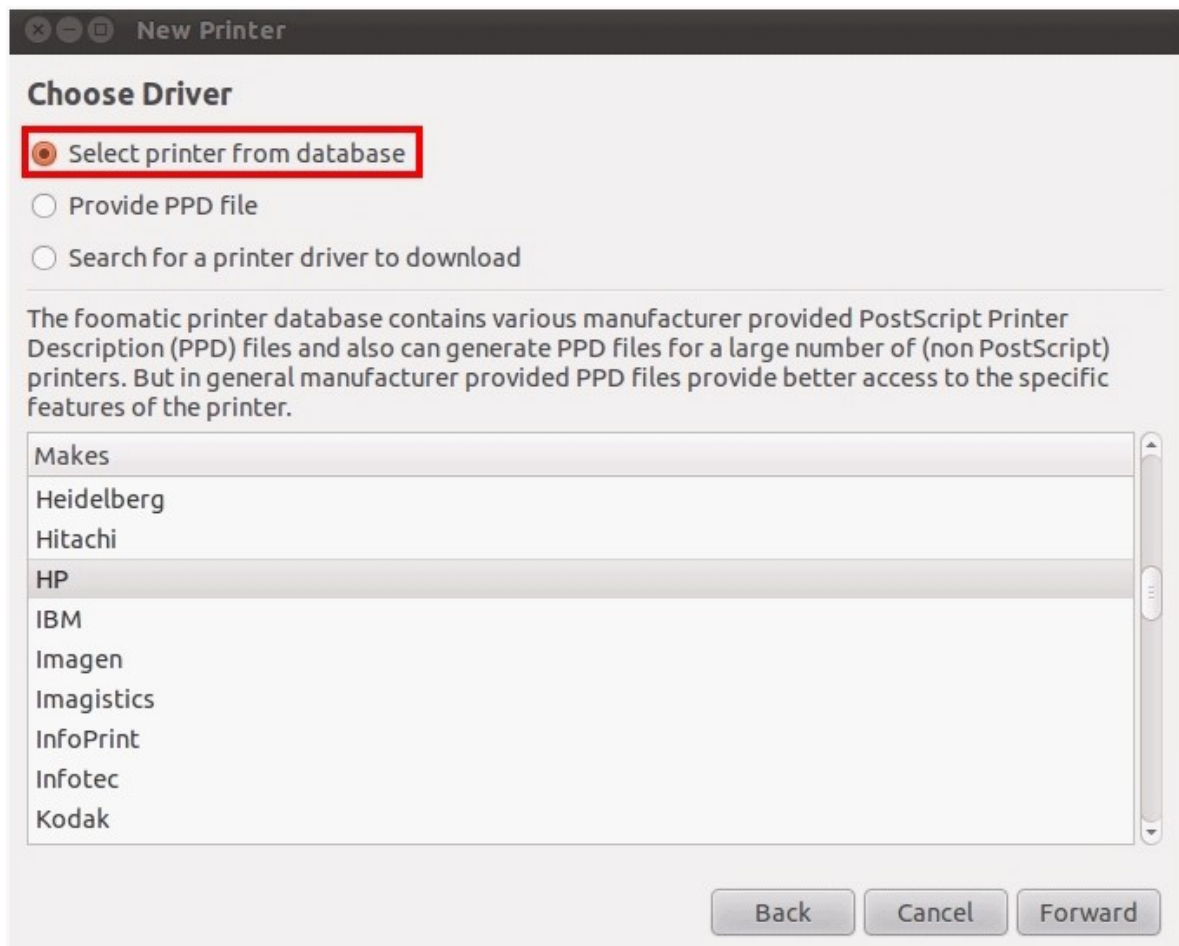 New Printer
Choose Driver
Select printer from database
Provide PPD file
Search for a printer driver to download
The foomatic printer database contains various manufacturer provided PostScript Printer
Description (PPD) files and also can generate PPD files for a large number of (non PostScript)
printers. But in general manufacturer provided PPD files provide better access to the specific
features of the printer.
Makes
Heidelberg
Hitachi
HP
IBM
Imagen
Imagistics
InfoPrint
Infotec
Kodak
Back Cancel Forward